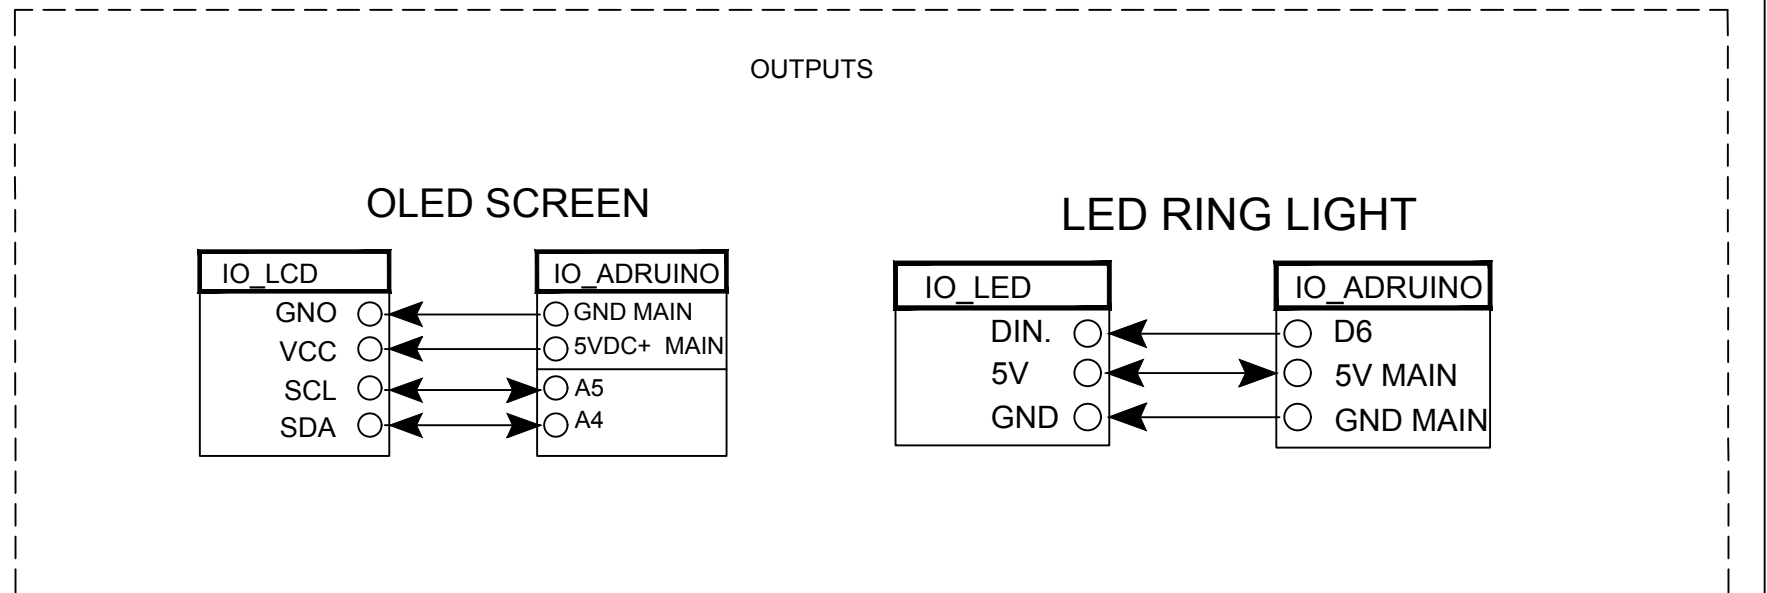 OUTPUTS
OLED SCREEN
IO_LCD
IO_ADRUINO
GNO
GND MAIN
VCC
5VDC+ MAIN
SCL
A5
SDA
A4
LED RING LIGHT
IO_LED
IO_ADRUINO
DIN.
D6
5V
5V MAIN
GND
GND MAIN